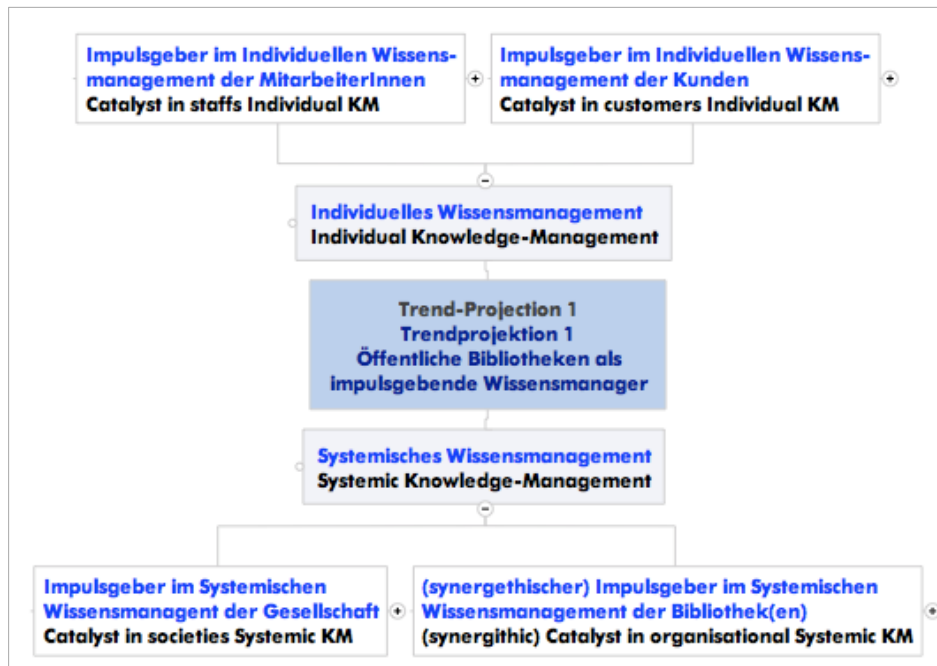 Impulsgeber im Individuellen Wissens-
management der MitarbeiterInnen
Catalyst in staffs Individual KM
Impulsgeber im Individuellen Wissens-
management der Kunden
Catalyst in customers Individual KM
Individuelles Wissensmanagement
Individual Knowledge-Management
Trend-Projection 1
Trendprojektion 1
Öffentliche Bibliotheken als
impulsgebende Wissensmanager
Systemisches Wissensmanagement
Systemic Knowledge-Management
Impulsgeber im Systemischen
Wissensmanagent der Gesellschaft
Catalyst in societies Systemic KM
(synergethischer) Impulsgeber im Systemischen
Wissensmanagement der Bibliothek(en)
(synergithic) Catalyst in organisational Systemic KM